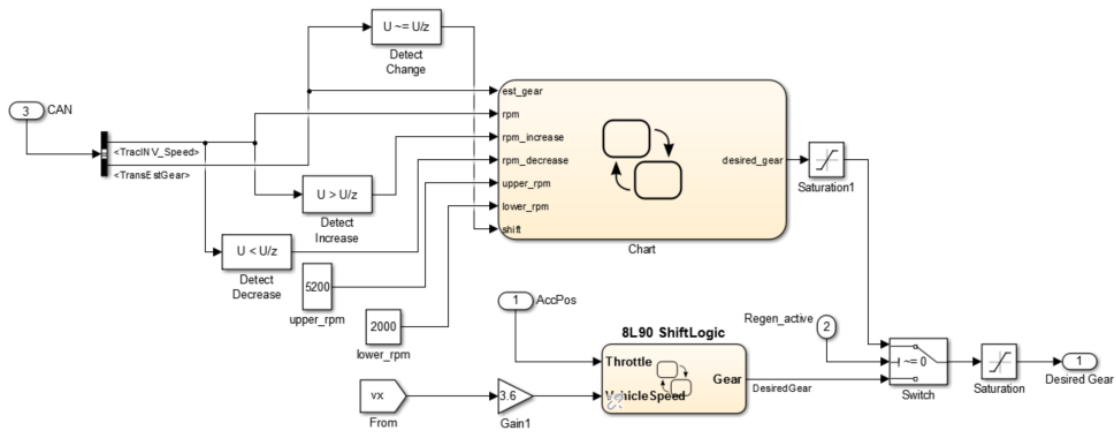 U ~= U/z
Detect
Change
3
CAN
<TracINV_Speed>
<TransEstGear>
est_gear
rpm
rpm_increase
rpm_decrease
upper_rpm
lower_rpm
shift
desired_gear
Chart
Saturation1
U > U/z
Detect
Increase
U < U/z
Detect
Decrease
5200
upper_rpm
2000
lower_rpm
1
AccPos
8L90 ShiftLogic
Throttle
VehicleSpeed
Gear
DesiredGear
Regen_active
2
~= 0
Switch
Saturation
1
Desired Gear
vx
From
3.6
Gain1